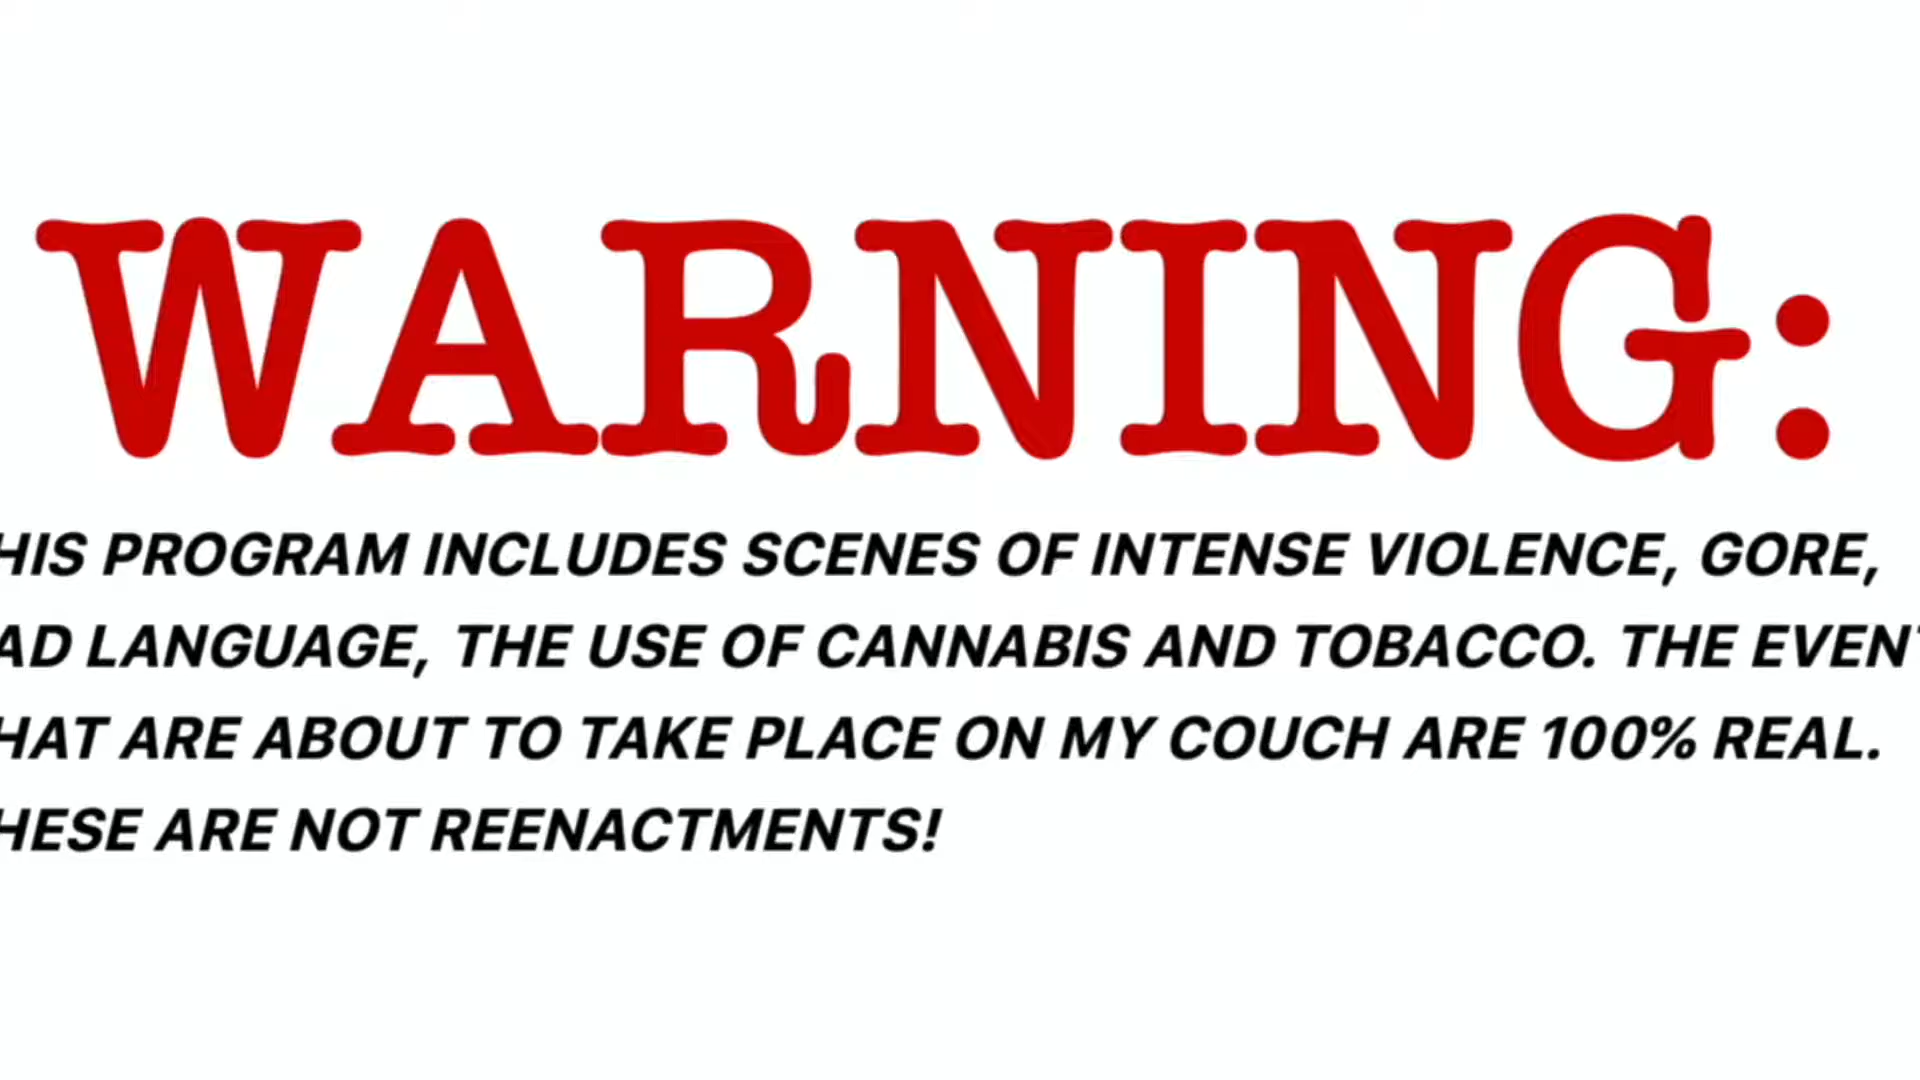 WARNING:
HIS PROGRAM INCLUDES SCENES OF INTENSE VIOLENCE, GORE,
AD LANGUAGE, THE USE OF CANNABIS AND TOBACCO. THE EVENT
HAT ARE ABOUT TO TAKE PLACE ON MY COUCH ARE 100% REAL.
HESE ARE NOT REENACTMENTS!